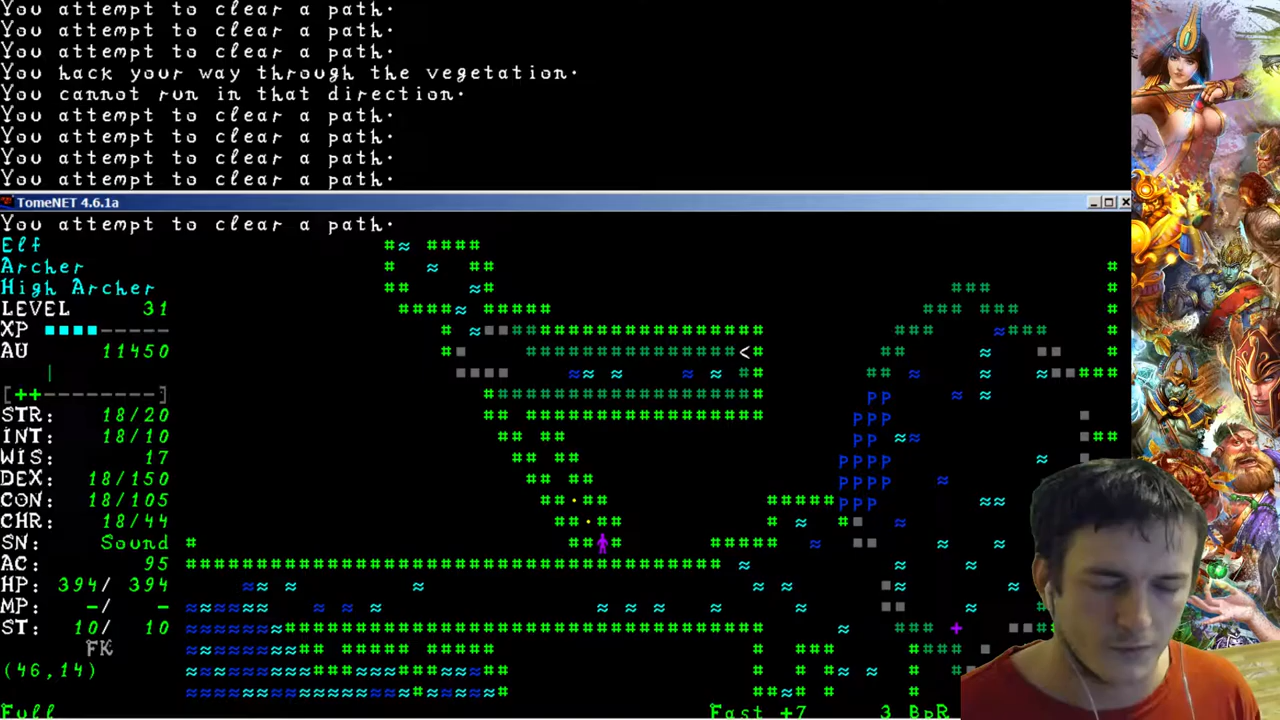 You attempt to clear a path.
You attempt to clear a path.
You attempt to clear a path.
You hack your way through the vegetation.
You cannot run in that direction.
You attempt to clear a path.
You attempt to clear a path.
You attempt to clear a path.
You attempt to clear a path.
TomeNET 4.6.1a
You attempt to clear a path.
Elf
Archer
High Archer
LEVEL 31
XP
AU 11450
[++---------]
STR: 18/20
INT: 18/10
WIS: 17
DEX: 18/150
CON: 18/105
CHR: 18/44
SN: Sound
AC: 95
HP: 394/ 394
MP: -/ -
ST: 10/ 10
FK
(46,14)
Full
Fast +7
3 BpR